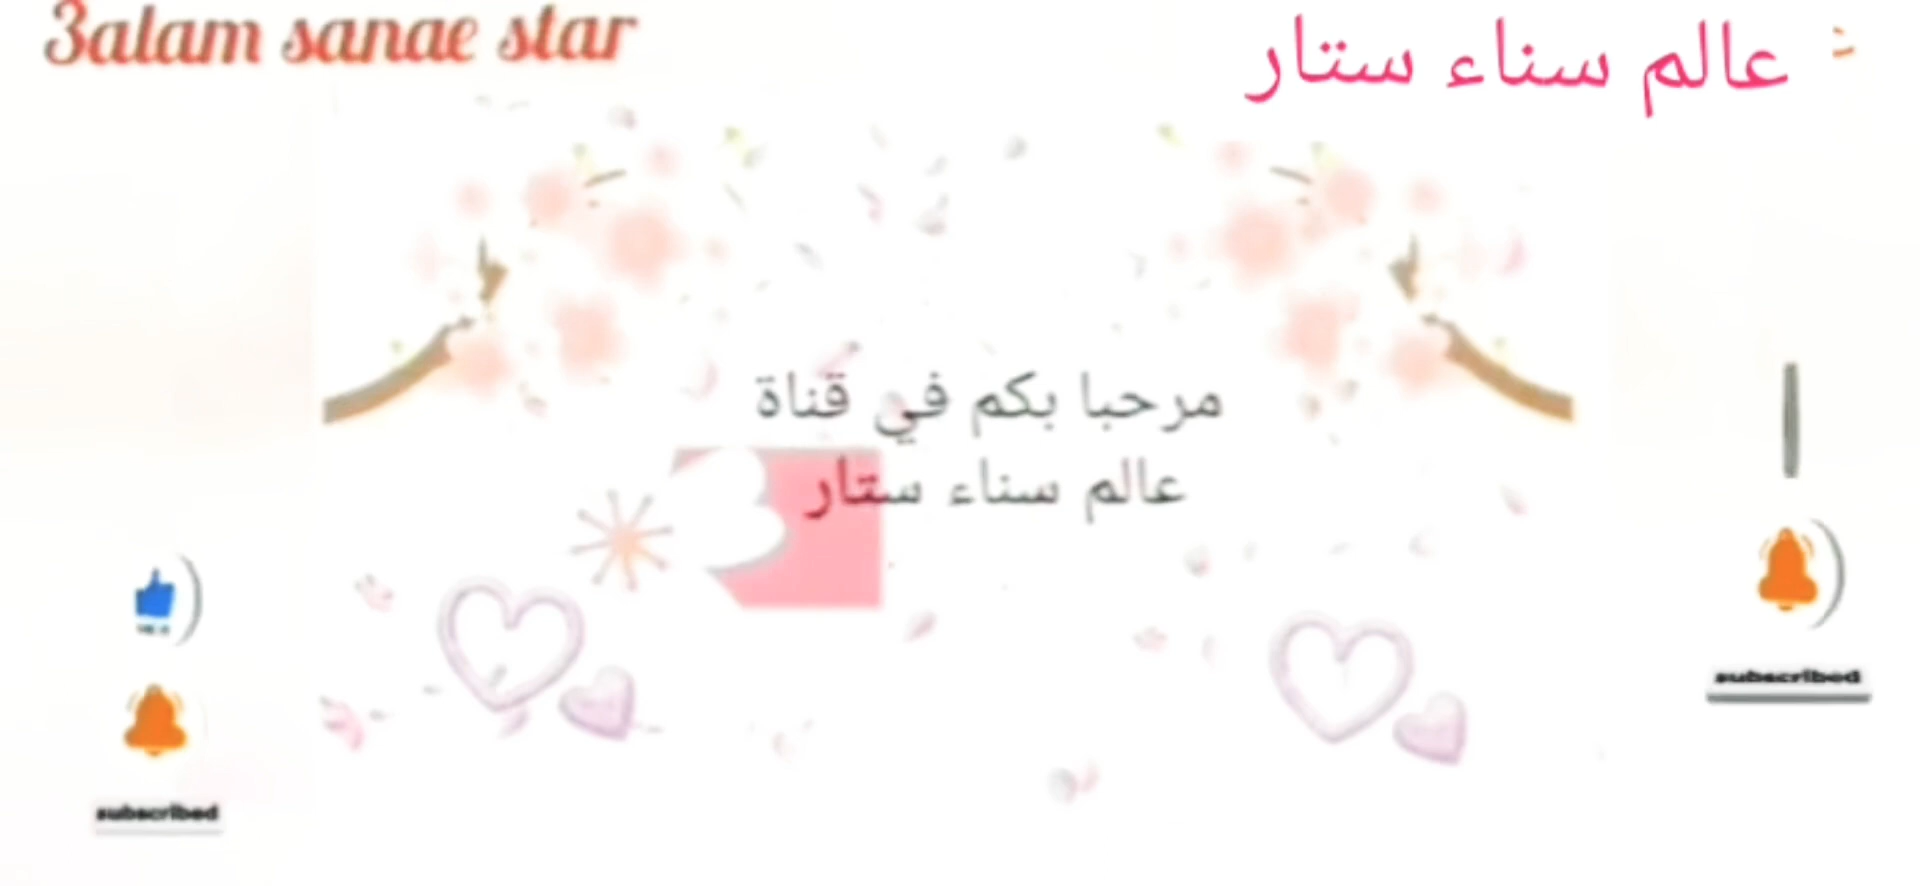 3alam sanae star
عالم سناء ستار
مرحبا بكم في قناة
عالم سناء ستار
subscribed
subscribed